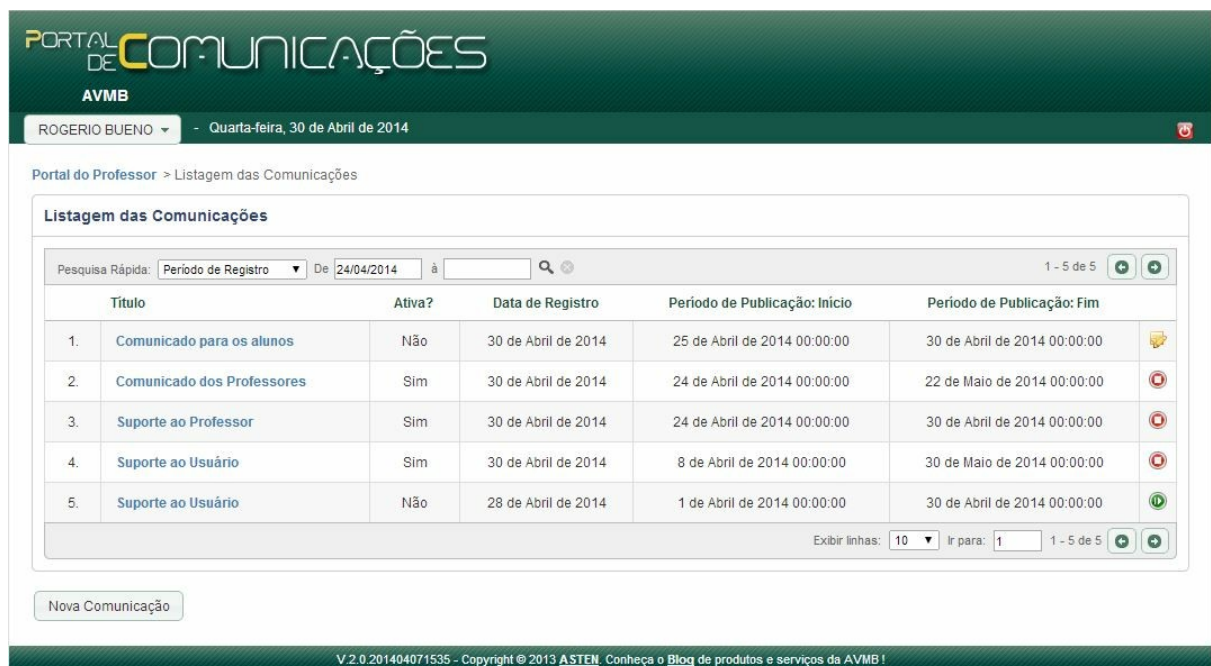 PORTAL DE COMUNICAÇÕES
AVMB
ROGERIO BUENO - Quarta-feira, 30 de Abril de 2014
Portal do Professor > Listagem das Comunicações
Listagem das Comunicações
Pesquisa Rápida: Período de Registro De 24/04/2014 à 1 - 5 de 5
Título Ativa? Data de Registro Período de Publicação: Início Período de Publicação: Fim
1. Comunicado para os alunos Não 30 de Abril de 2014 25 de Abril de 2014 00:00:00 30 de Abril de 2014 00:00:00
2. Comunicado dos Professores Sim 30 de Abril de 2014 24 de Abril de 2014 00:00:00 22 de Maio de 2014 00:00:00
3. Suporte ao Professor Sim 30 de Abril de 2014 24 de Abril de 2014 00:00:00 30 de Abril de 2014 00:00:00
4. Suporte ao Usuário Sim 30 de Abril de 2014 8 de Abril de 2014 00:00:00 30 de Maio de 2014 00:00:00
5. Suporte ao Usuário Não 28 de Abril de 2014 1 de Abril de 2014 00:00:00 30 de Abril de 2014 00:00:00
Exibir linhas: 10 Ir para: 1 1 - 5 de 5
Nova Comunicação
V.2.0.201404071535 - Copyright © 2013 ASTEN. Conheça o Blog de produtos e serviços da AVMB !